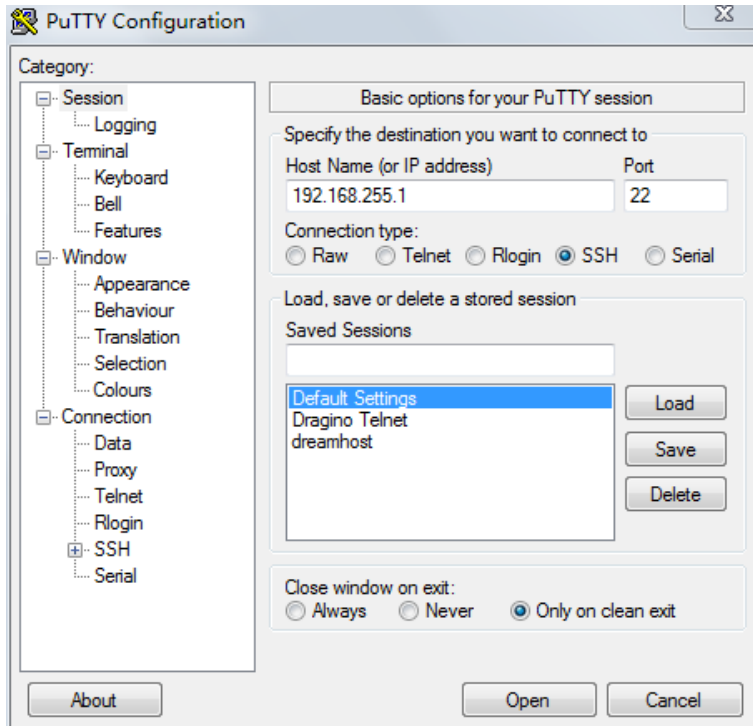 PuTTY Configuration
Category:
Session
Logging
Terminal
Keyboard
Bell
Features
Window
Appearance
Behaviour
Translation
Selection
Colours
Connection
Data
Proxy
Telnet
Rlogin
SSH
Serial
Basic options for your PuTTY session
Specify the destination you want to connect to
Host Name (or IP address) Port
192.168.255.1 22
Connection type:
Raw Telnet Rlogin SSH Serial
Load, save or delete a stored session
Saved Sessions
Default Settings
Dragino Telnet
dreamhost
Load
Save
Delete
Close window on exit:
Always Never Only on clean exit
About Open Cancel